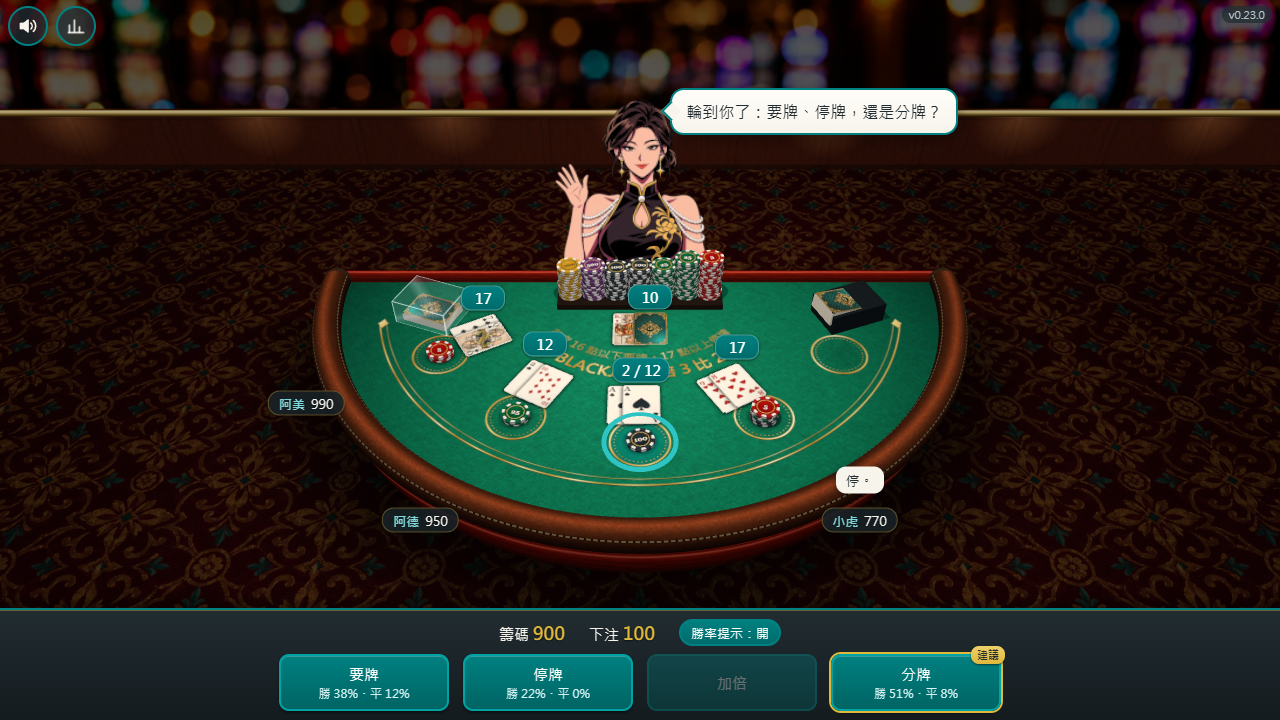 v0.23.0
輪到你了：要牌、停牌，還是分牌？
17
10
12
17
2 / 12
阿美 990
停。
阿德 950
小虎 770
籌碼 900
下注 100
勝率提示：開
建議
要牌
勝 38% · 平 12%
停牌
勝 22% · 平 0%
加倍
分牌
勝 51% · 平 8%